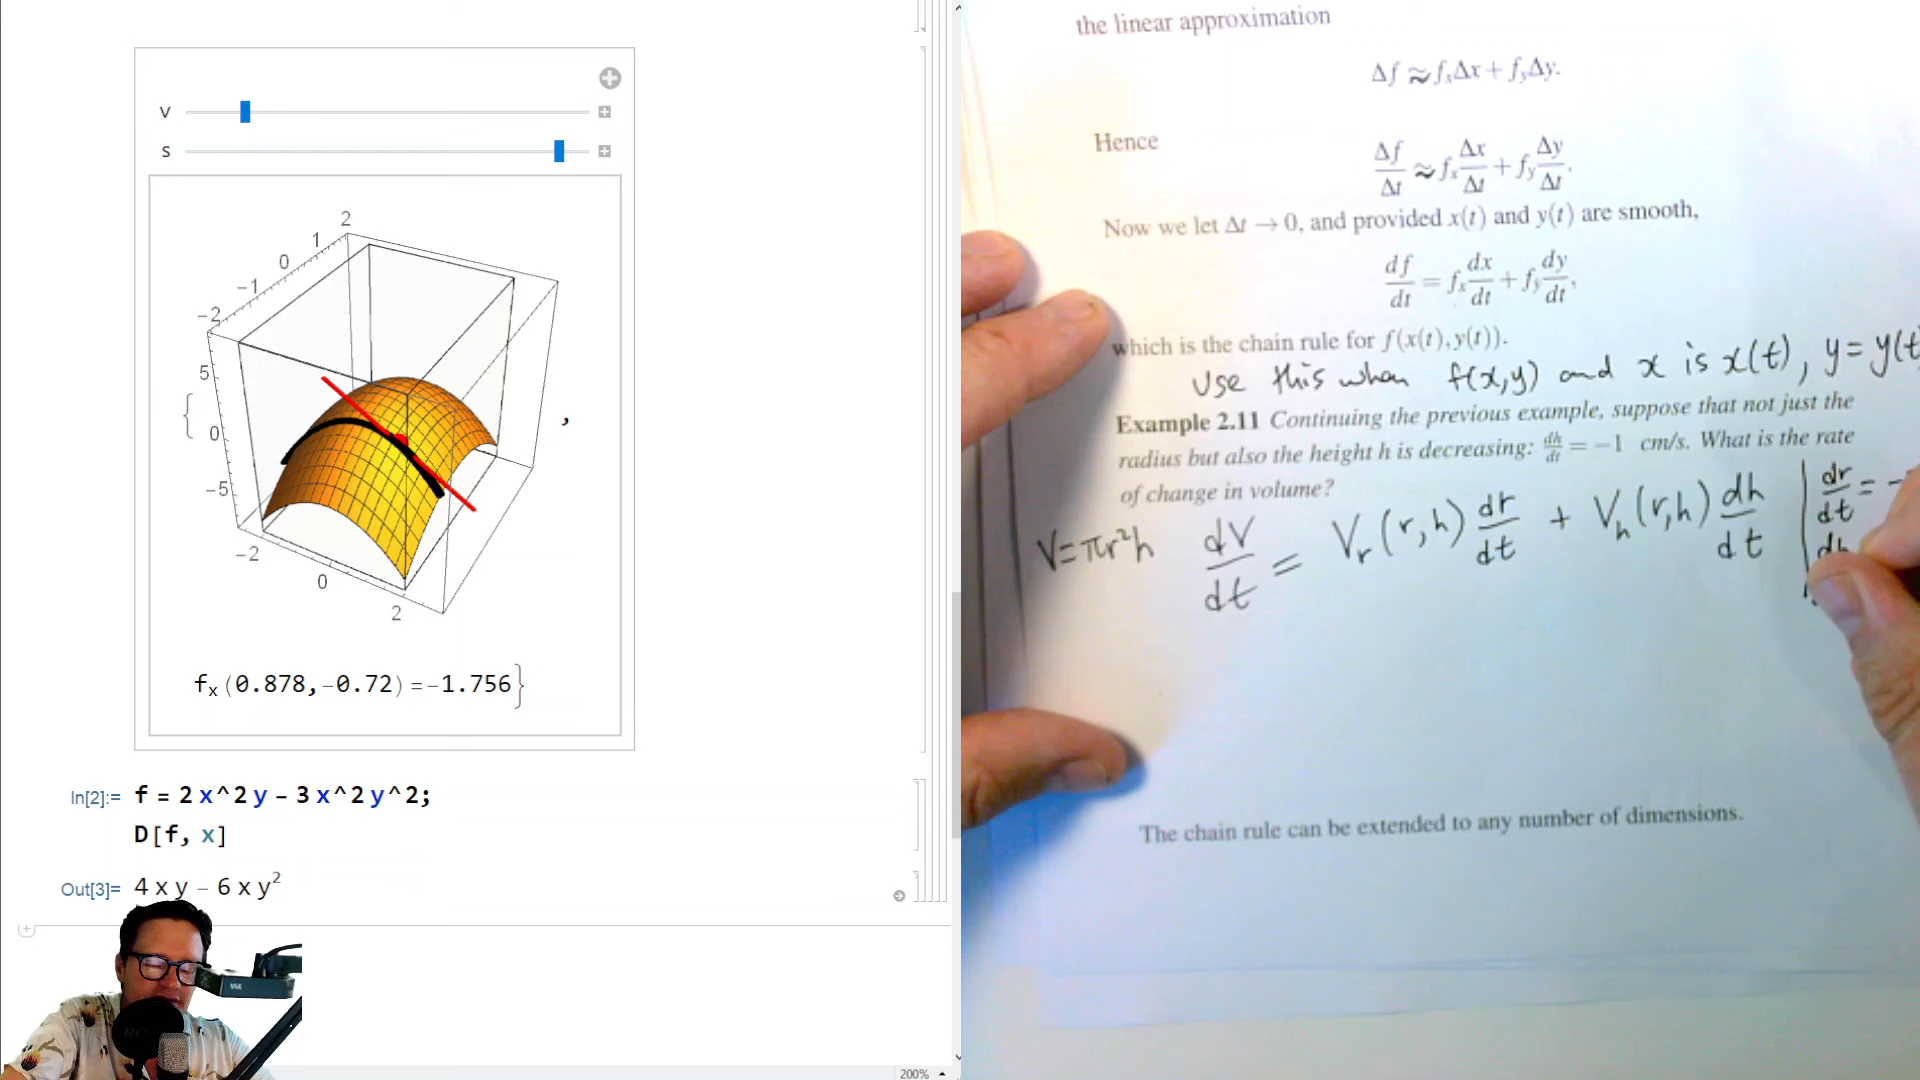 v
s
2
1
0
−1
−2
5
0
−5
−2
0
2
{ ,
fx(0.878,−0.72)=−1.756}
In[2]:= f = 2 x^2 y − 3 x^2 y^2;
D[f, x]
Out[3]= 4 x y − 6 x y²
200%
the linear approximation
Δf ≈ fxΔx + fyΔy.
Hence
Δf/Δt ≈ fx Δx/Δt + fy Δy/Δt.
Now we let Δt → 0, and provided x(t) and y(t) are smooth,
df/dt = fx dx/dt + fy dy/dt,
which is the chain rule for f(x(t),y(t)).
Use this when f(x,y) and x is x(t), y = y(t
Example 2.11 Continuing the previous example, suppose that not just the
radius but also the height h is decreasing: dh/dt = −1 cm/s. What is the rate
of change in volume?
V=πr²h dV/dt = Vr(r,h) dr/dt + Vh(r,h) dh/dt | dr/dt = −
dh
The chain rule can be extended to any number of dimensions.